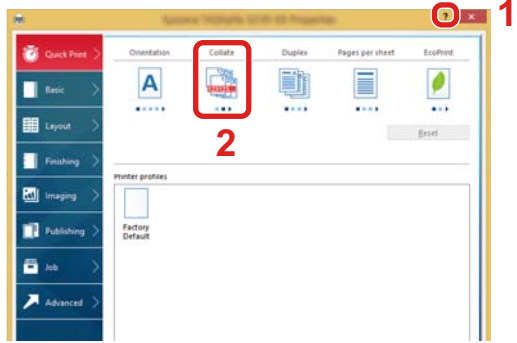 ? × 1
Quick Print > Orientation Collate Duplex Pages per sheet EcoPrint
Basic > A 123123...
Layout > 2 Reset
Finishing > Printer profiles
Imaging >
Publishing > Factory
Default
Job >
Advanced >